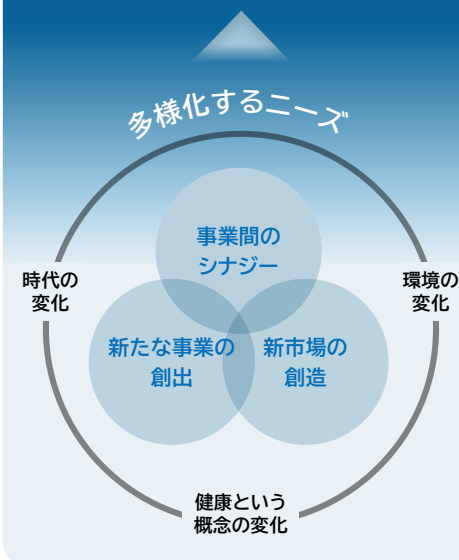 多様化するニーズ
事業間の
シナジー
時代の
変化
環境の
変化
新たな事業の
創出
新市場の
創造
健康という
概念の変化